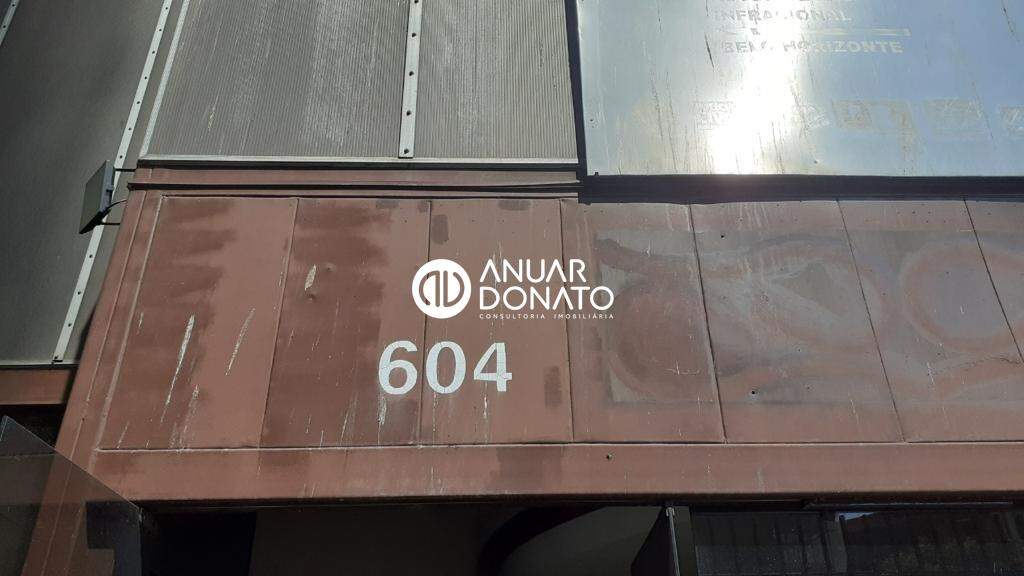 INFRACIONAL
BELO HORIZONTE
ANUAR
DONATO
CONSULTORIA IMOBILIÁRIA
604